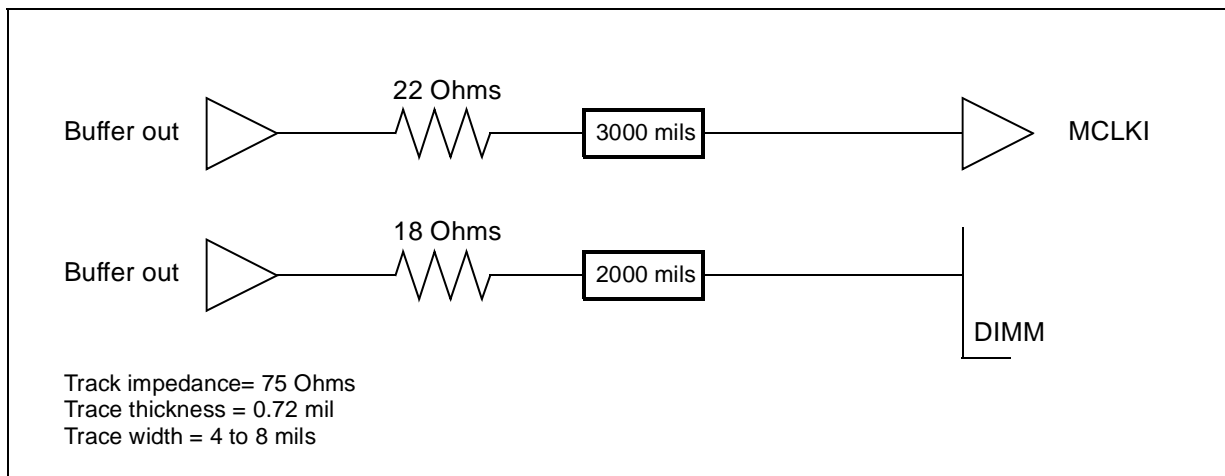 22 Ohms
Buffer out
3000 mils
MCLKI
18 Ohms
Buffer out
2000 mils
DIMM
Track impedance= 75 Ohms
Trace thickness = 0.72 mil
Trace width = 4 to 8 mils